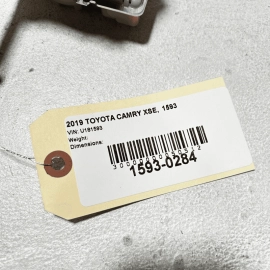 2019 TOYOTA CAMRY XSE, 1593
VIN: U181593
Weight:
Dimensions:
1593-0284